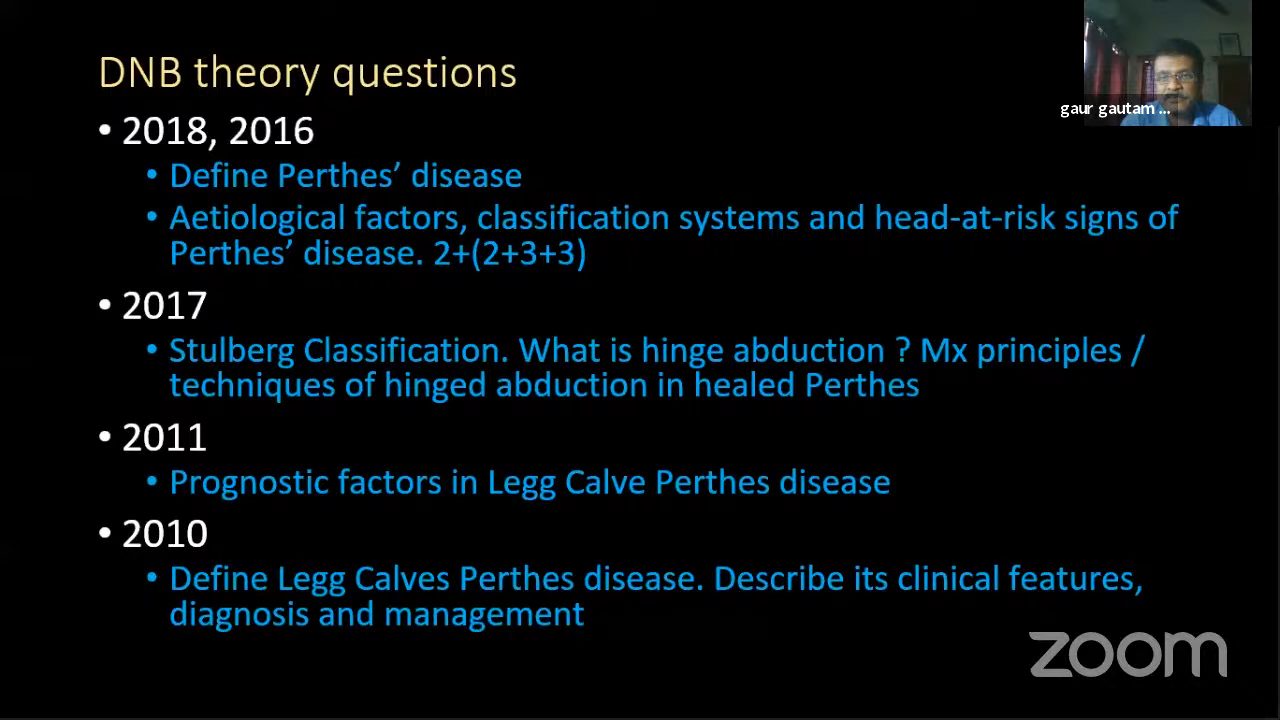 DNB theory questions
gaur gautam ...
• 2018, 2016
• Define Perthes’ disease
• Aetiological factors, classification systems and head-at-risk signs of
Perthes’ disease. 2+(2+3+3)
• 2017
• Stulberg Classification. What is hinge abduction ? Mx principles /
techniques of hinged abduction in healed Perthes
• 2011
• Prognostic factors in Legg Calve Perthes disease
• 2010
• Define Legg Calves Perthes disease. Describe its clinical features,
diagnosis and management
zoom